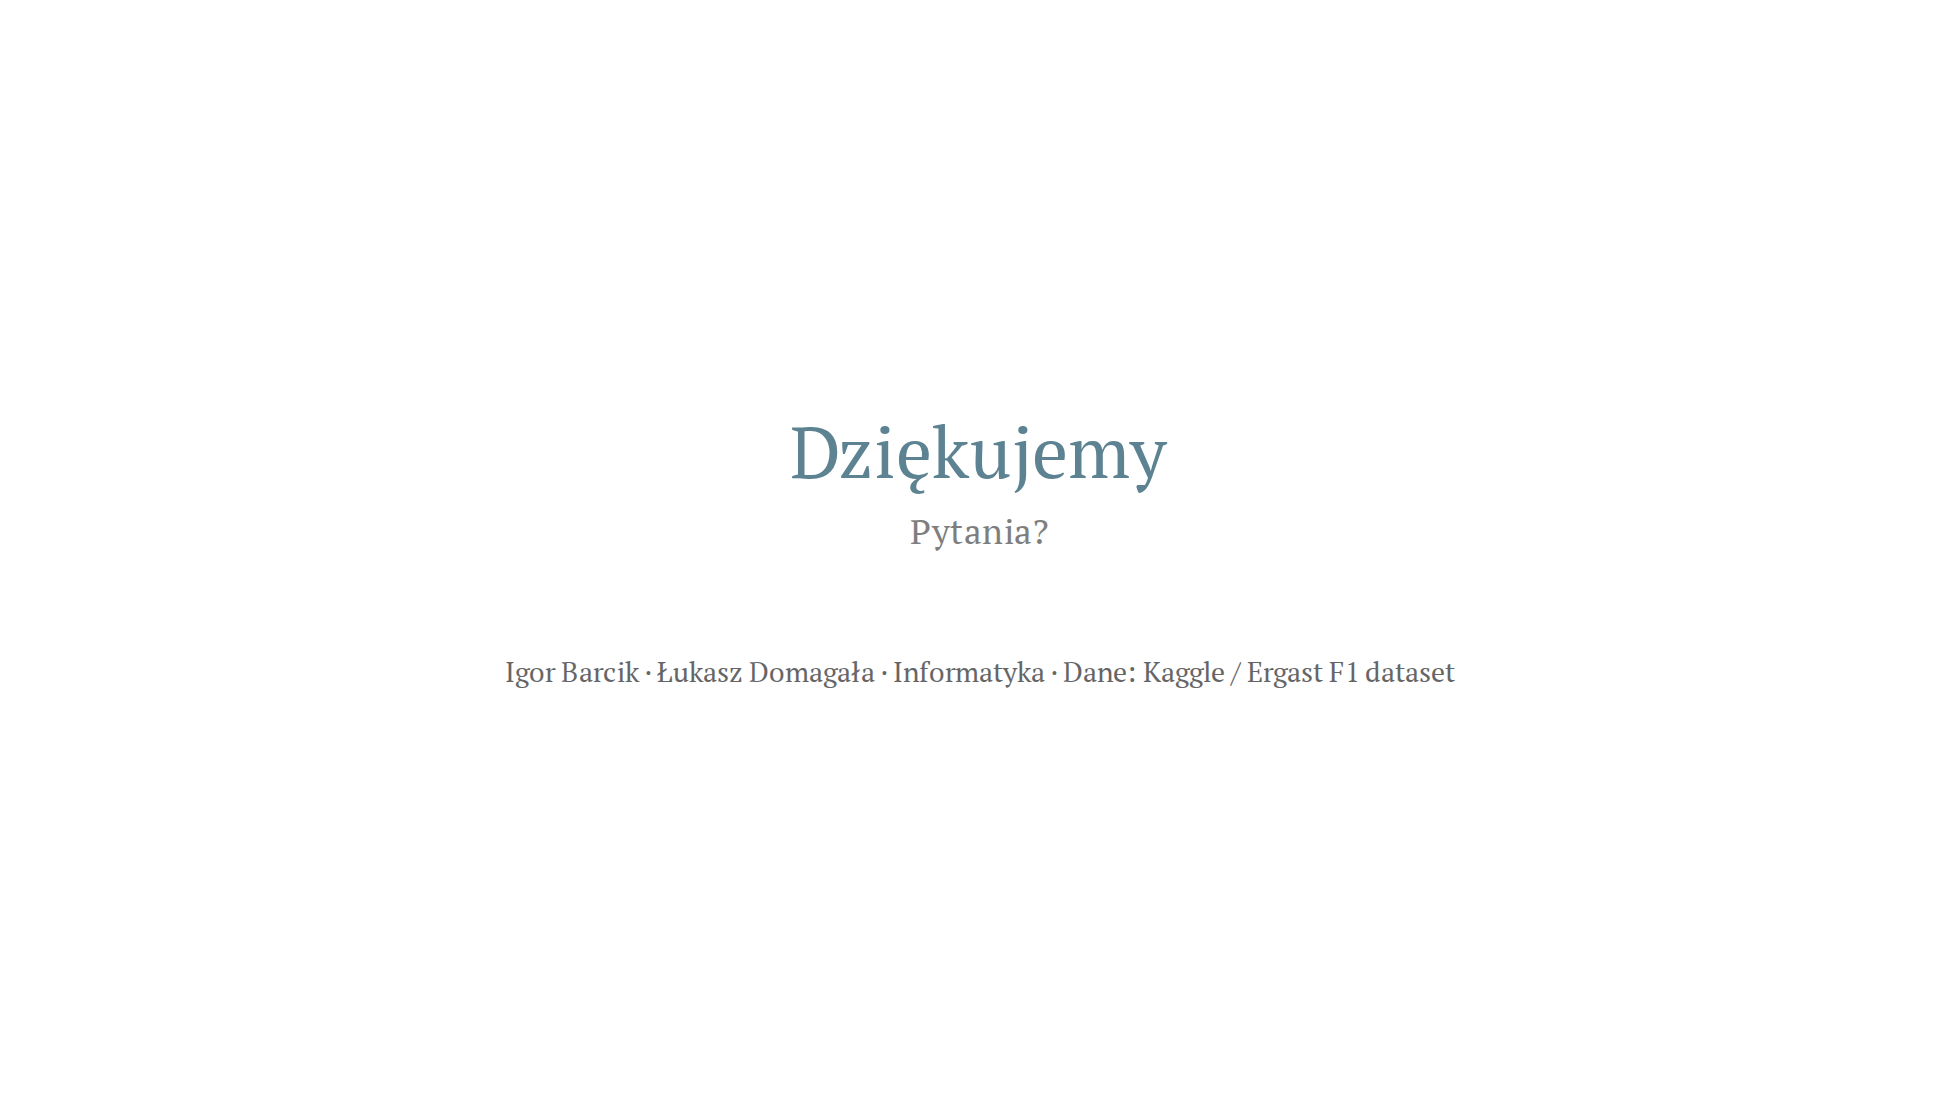 Dziękujemy
Pytania?
Igor Barcik · Łukasz Domagała · Informatyka · Dane: Kaggle / Ergast F1 dataset